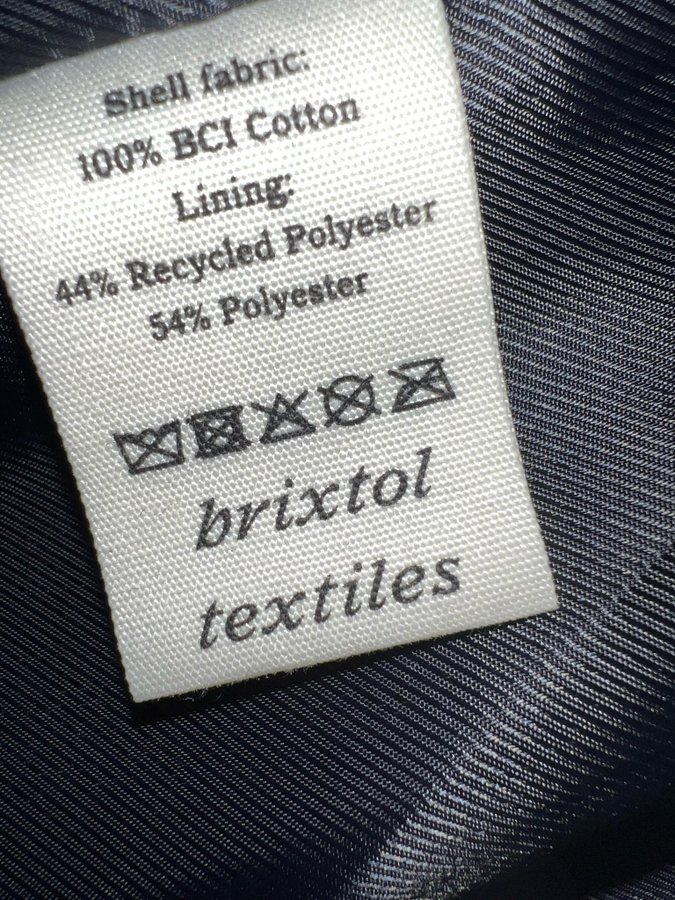 Shell fabric:
100% BCI Cotton
Lining:
44% Recycled Polyester
54% Polyester
brixtol
textiles